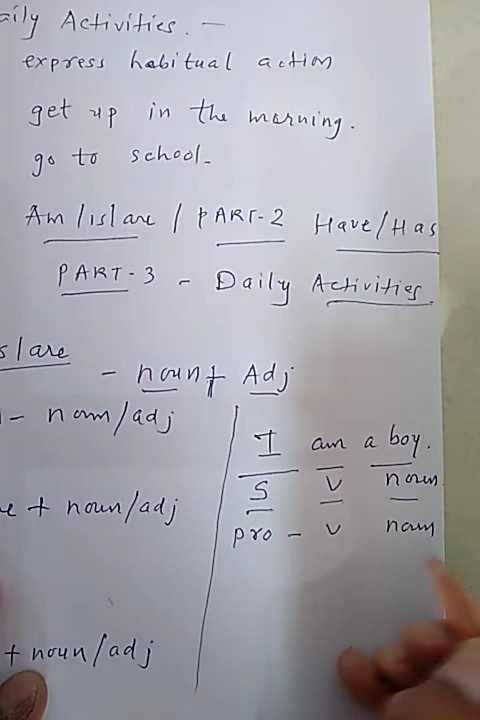 aily Activities. -
express habitual action
get up in the morning.
go to school-
Am/is/are / PART-2 Have/Has
PART-3 - Daily Activities
s/are - noun + Adj
- noun/adj
I am a boy.
S V noun
e + noun/adj
pro - V noun
+ noun/adj